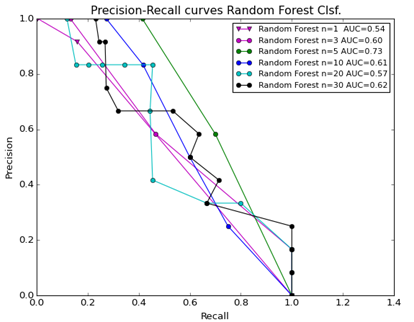 Precision-Recall curves Random Forest Clsf.
Random Forest n=1 AUC=0.54
Random Forest n=3 AUC=0.60
Random Forest n=5 AUC=0.73
Random Forest n=10 AUC=0.61
Random Forest n=20 AUC=0.57
Random Forest n=30 AUC=0.62
Precision
1.0
0.8
0.6
0.4
0.2
0.0
0.0 0.2 0.4 0.6 0.8 1.0 1.2 1.4
Recall